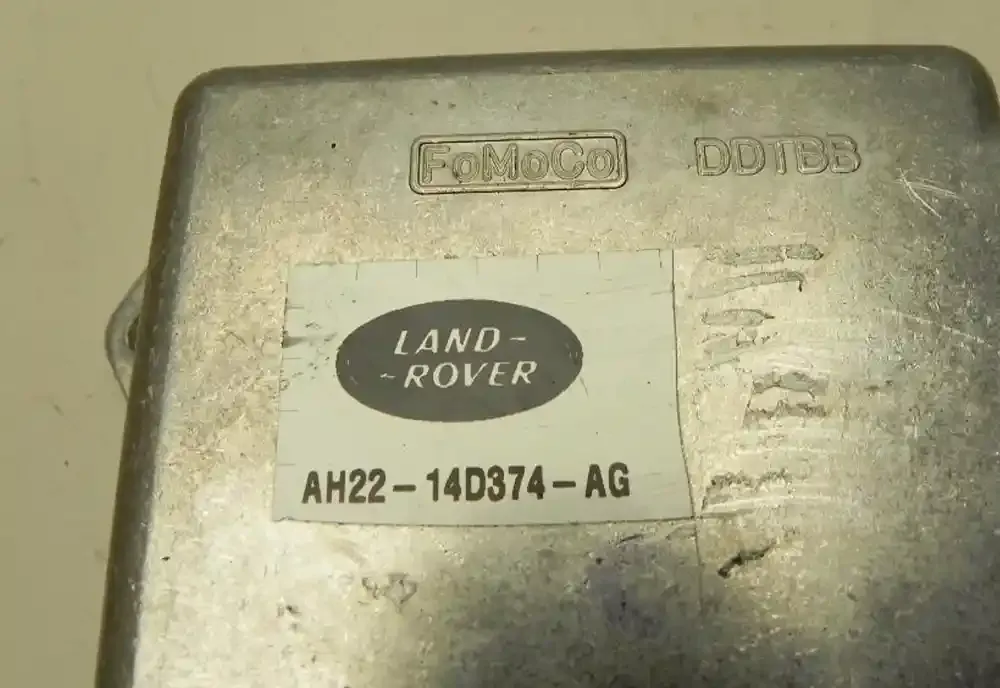 FoMoCo DDTBB
LAND-
-ROVER
AH22-14D374-AG